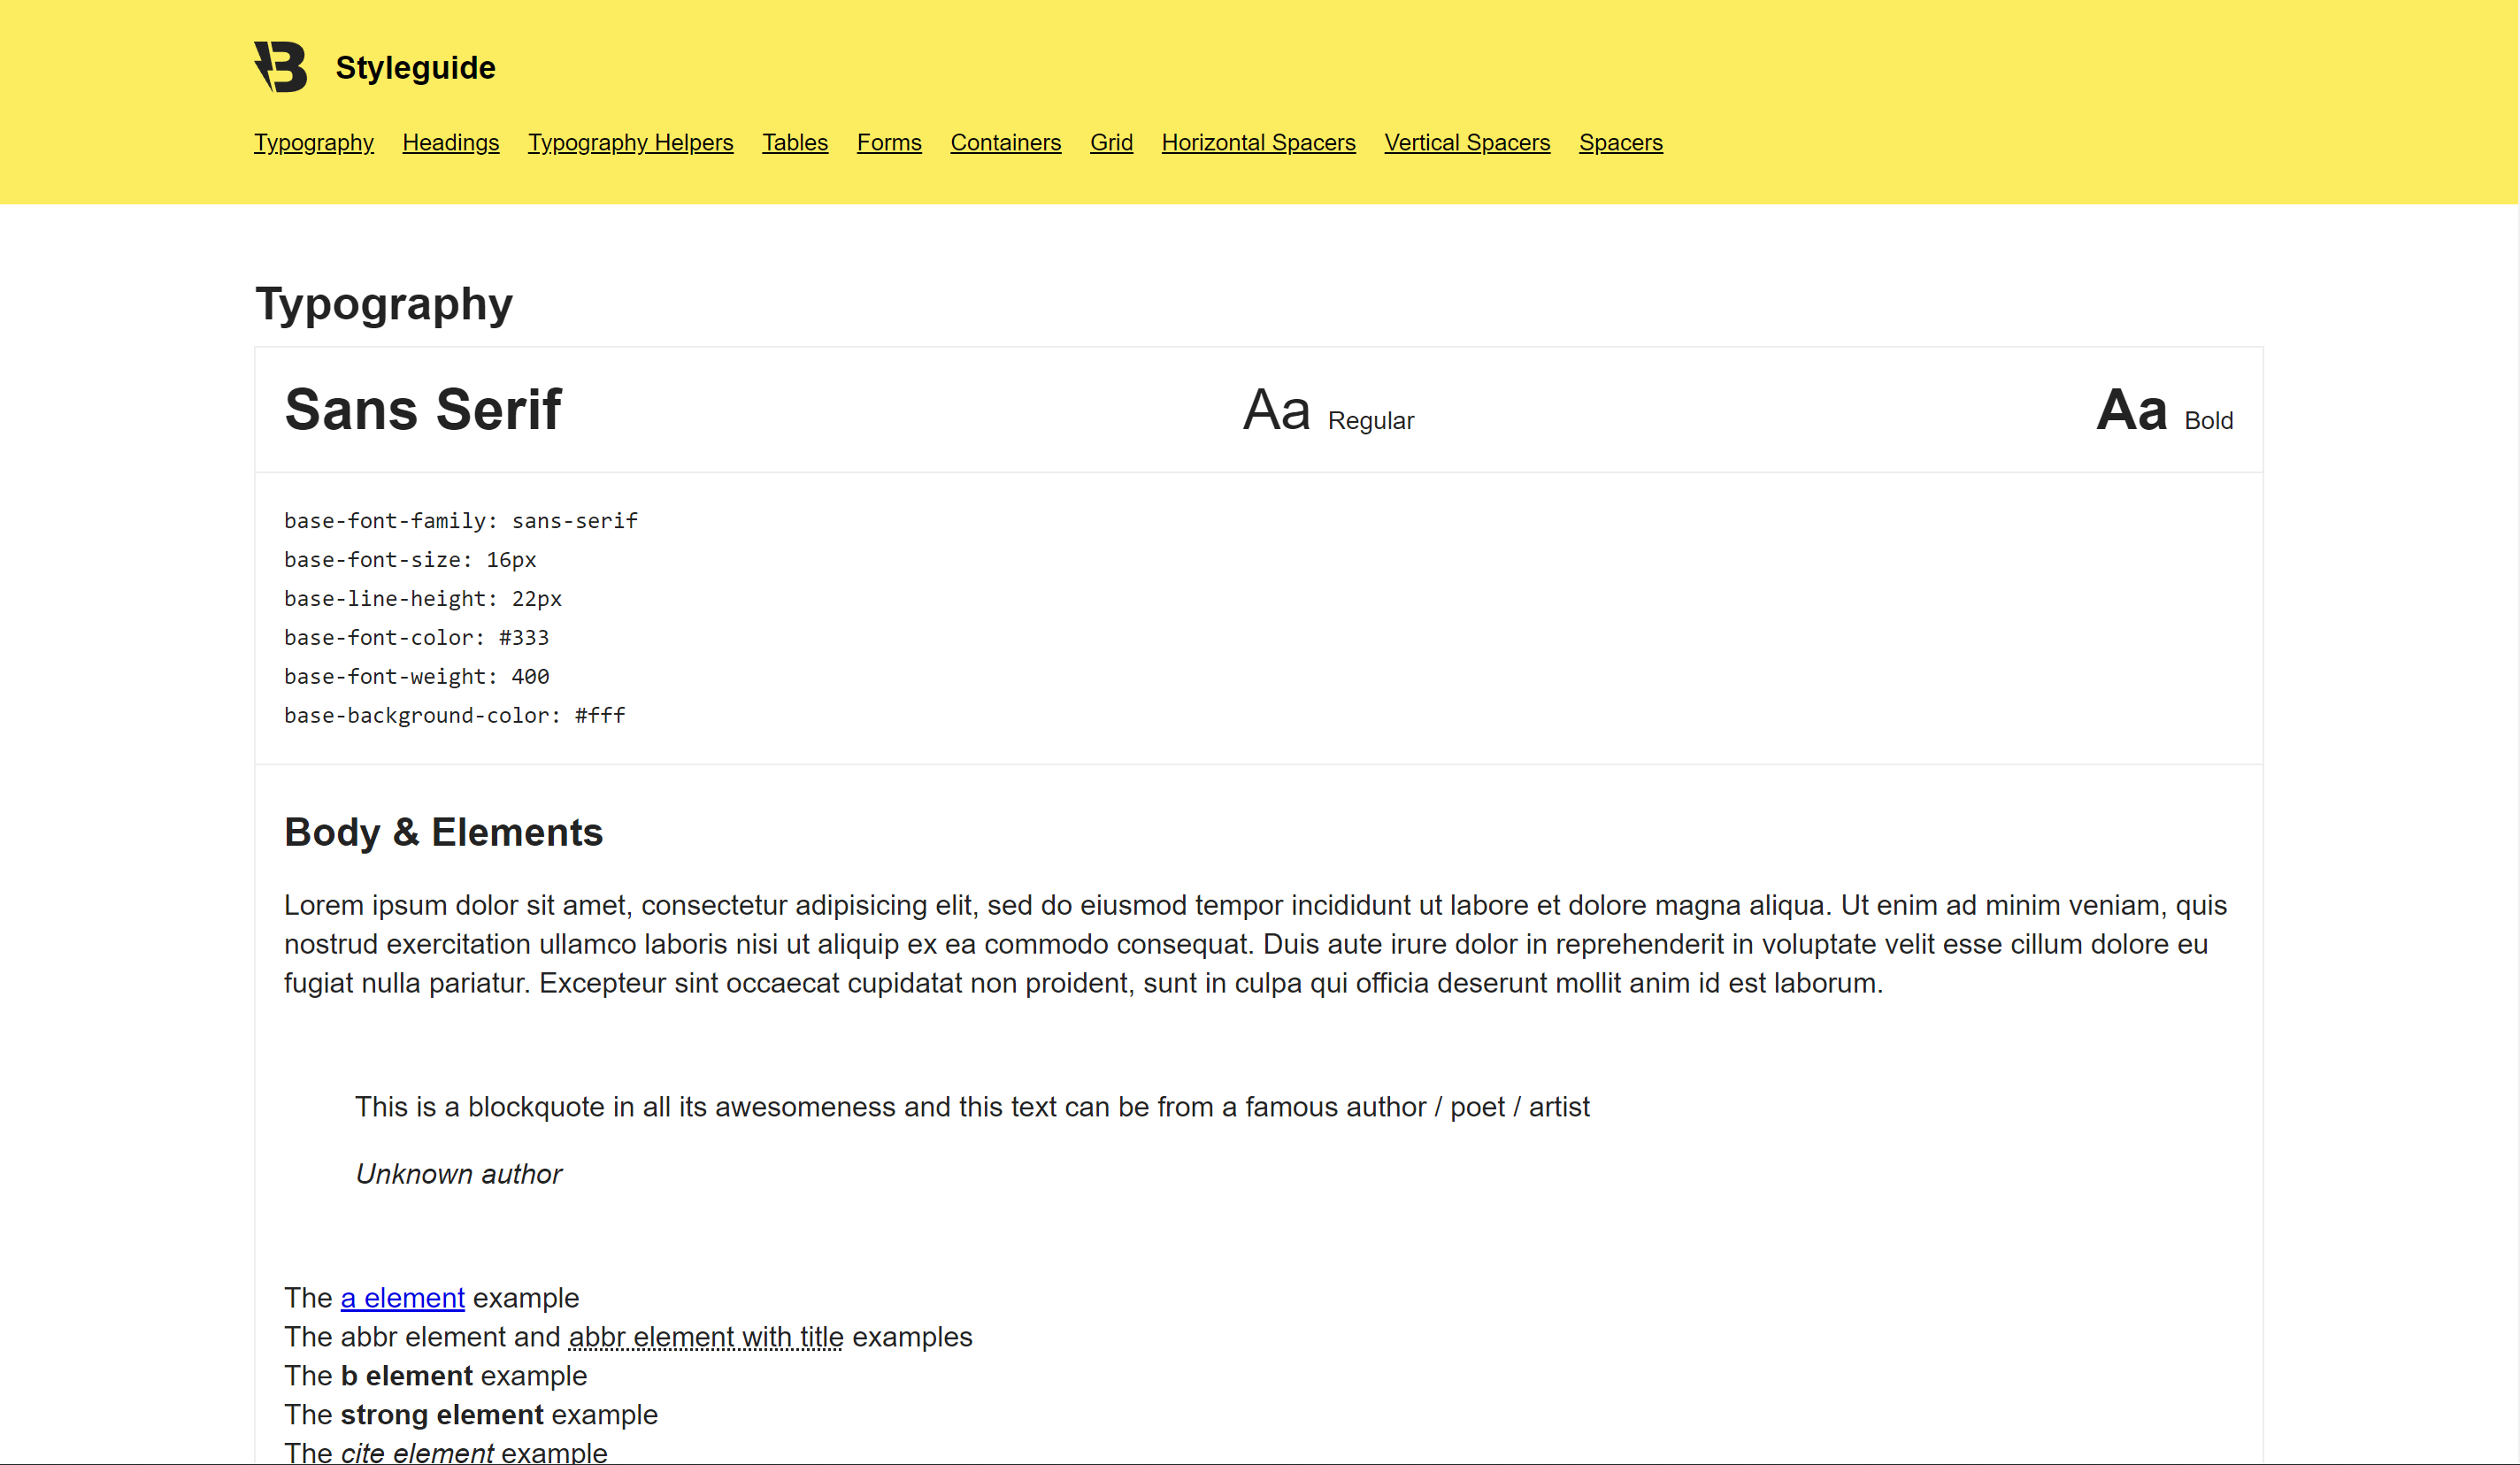 B Styleguide
Typography Headings Typography Helpers Tables Forms Containers Grid Horizontal Spacers Vertical Spacers Spacers
Typography
Sans Serif Aa Regular Aa Bold
base-font-family: sans-serif
base-font-size: 16px
base-line-height: 22px
base-font-color: #333
base-font-weight: 400
base-background-color: #fff
Body & Elements
Lorem ipsum dolor sit amet, consectetur adipisicing elit, sed do eiusmod tempor incididunt ut labore et dolore magna aliqua. Ut enim ad minim veniam, quis
nostrud exercitation ullamco laboris nisi ut aliquip ex ea commodo consequat. Duis aute irure dolor in reprehenderit in voluptate velit esse cillum dolore eu
fugiat nulla pariatur. Excepteur sint occaecat cupidatat non proident, sunt in culpa qui officia deserunt mollit anim id est laborum.
This is a blockquote in all its awesomeness and this text can be from a famous author / poet / artist
Unknown author
The a element example
The abbr element and abbr element with title examples
The b element example
The strong element example
The cite element example